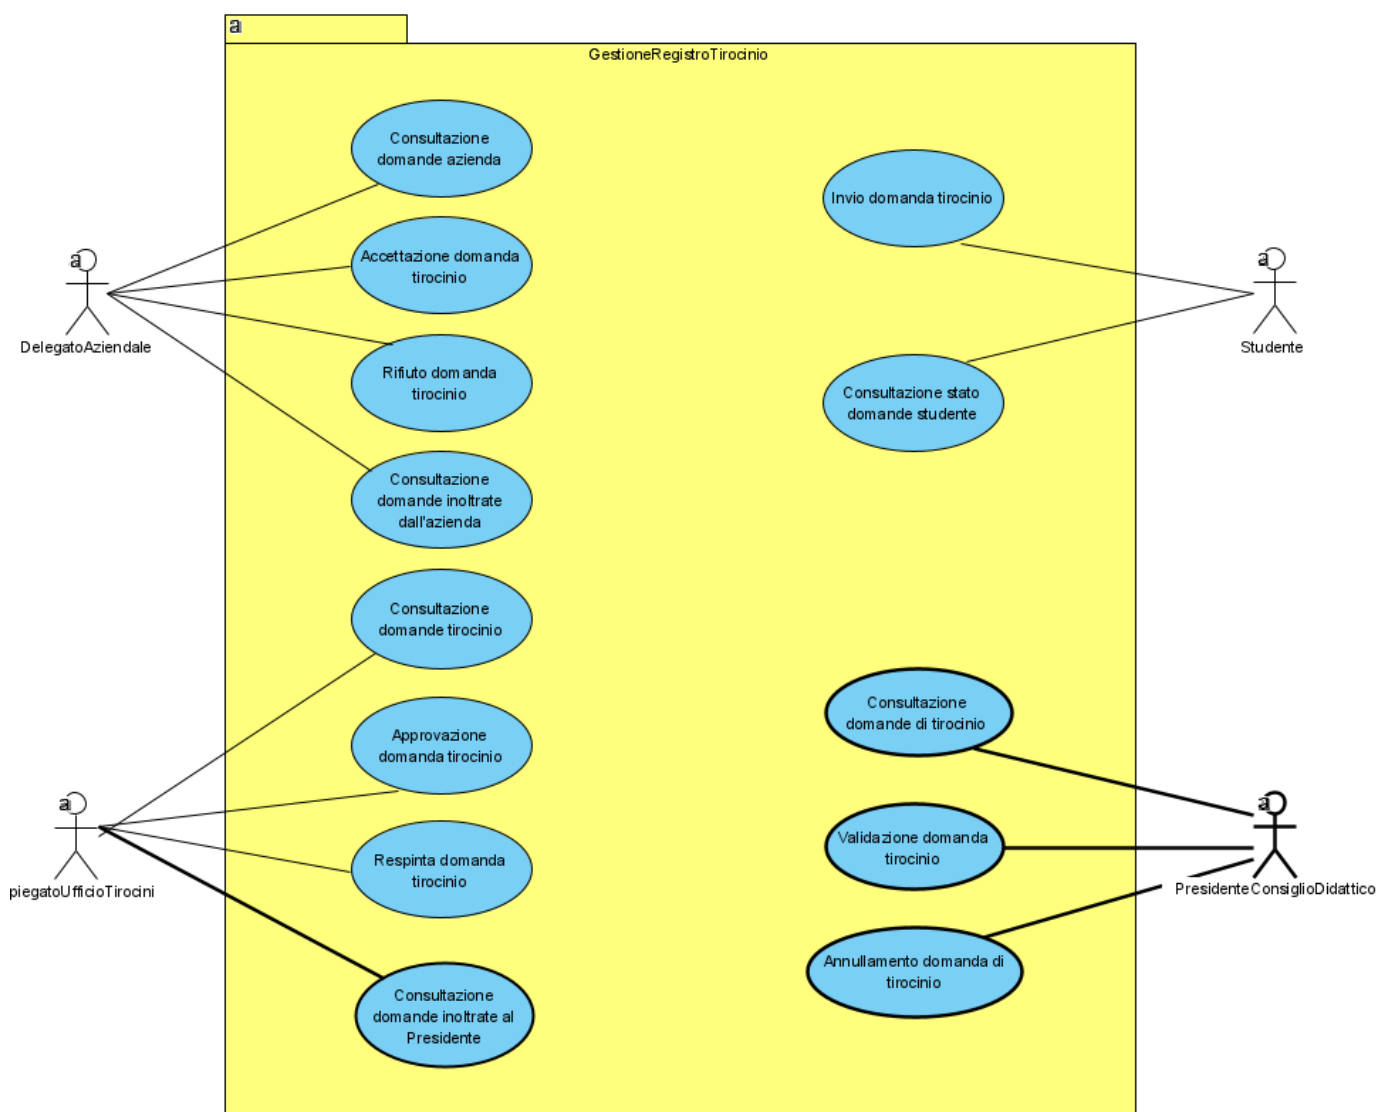 a
GestioneRegistroTirocinio
Consultazione
domande azienda
Invio domanda tirocinio
Accettazione domanda
tirocinio
a
DelegatoAziendale
a
Studente
Rifiuto domanda
tirocinio
Consultazione stato
domande studente
Consultazione
domande inoltrate
dall'azienda
Consultazione
domande tirocinio
Consultazione
domande di tirocinio
Approvazione
domanda tirocinio
a
piegatoUfficioTirocini
a
PresidenteConsiglioDidattico
Validazione domanda
tirocinio
Respinta domanda
tirocinio
Annullamento domanda di
tirocinio
Consultazione
domande inoltrate al
Presidente